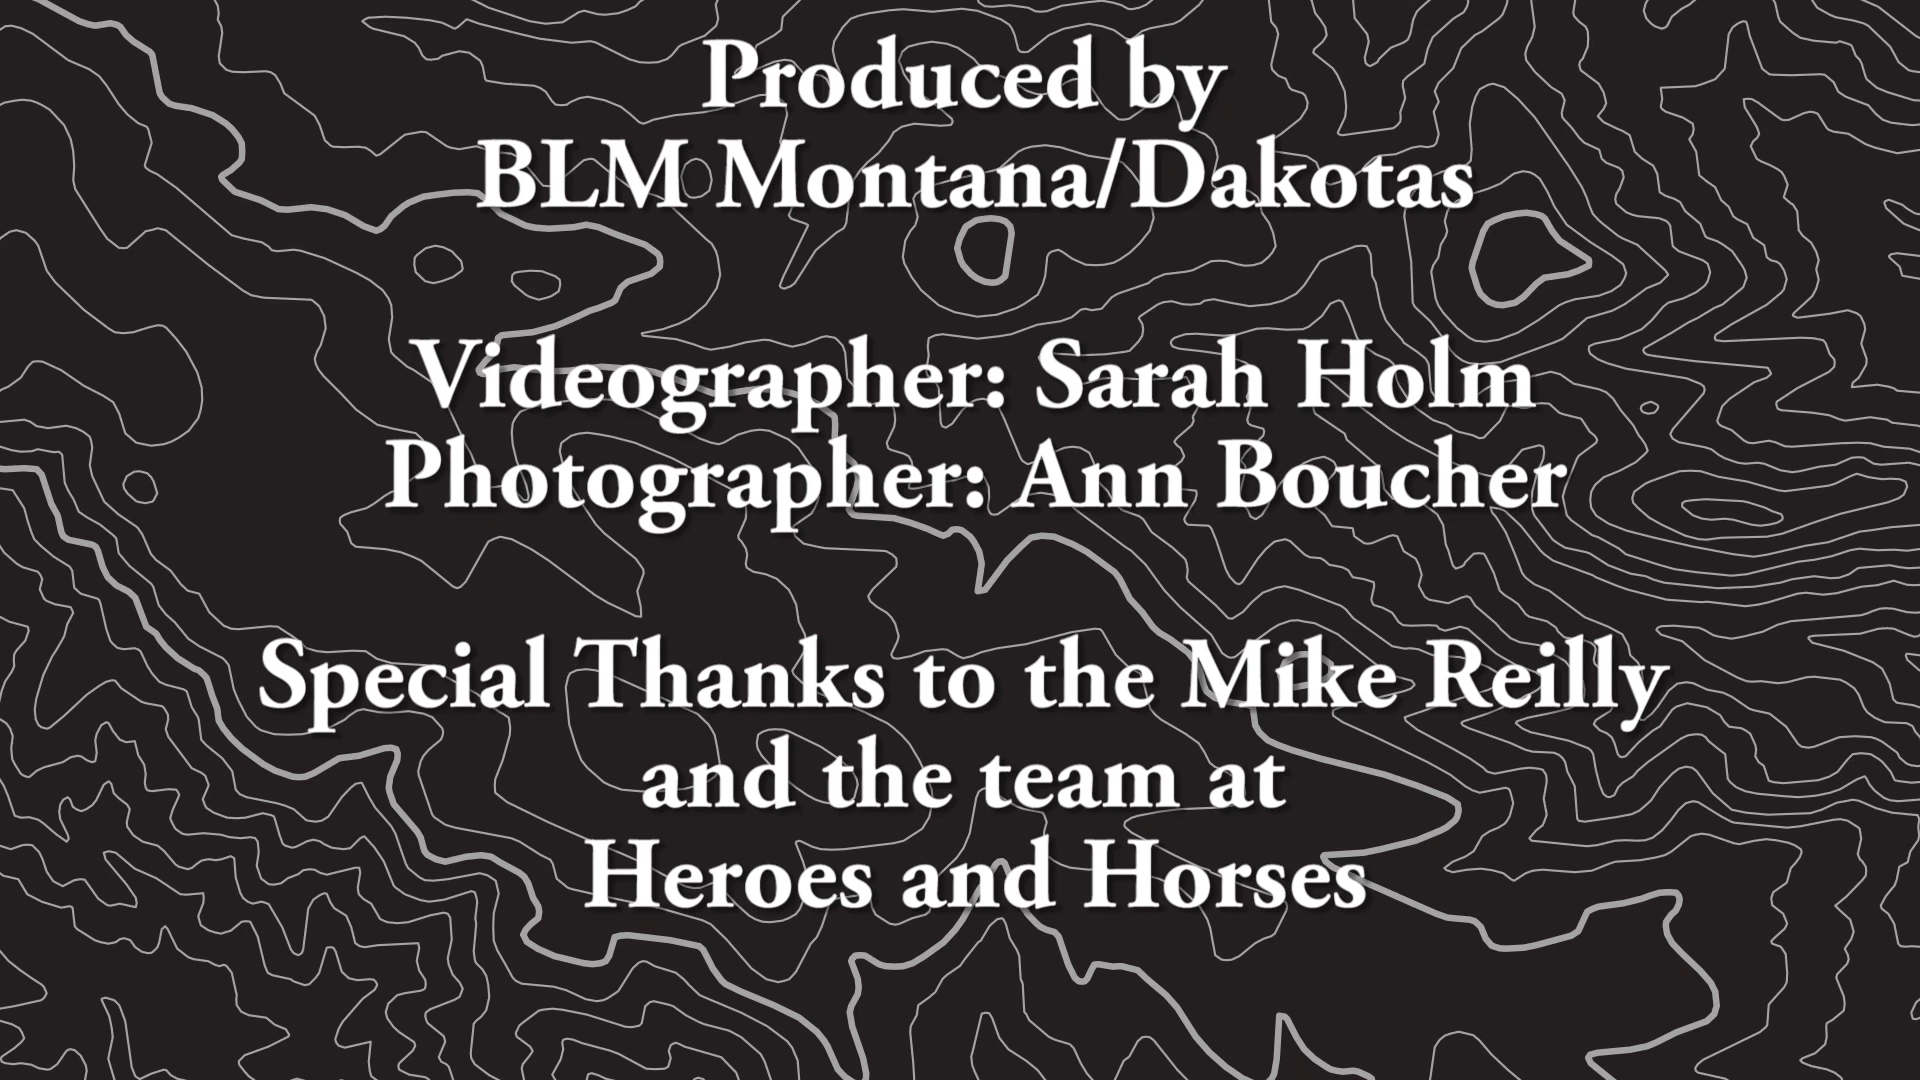 Produced by
BLM Montana/Dakotas
Videographer: Sarah Holm
Photographer: Ann Boucher
Special Thanks to the Mike Reilly
and the team at
Heroes and Horses